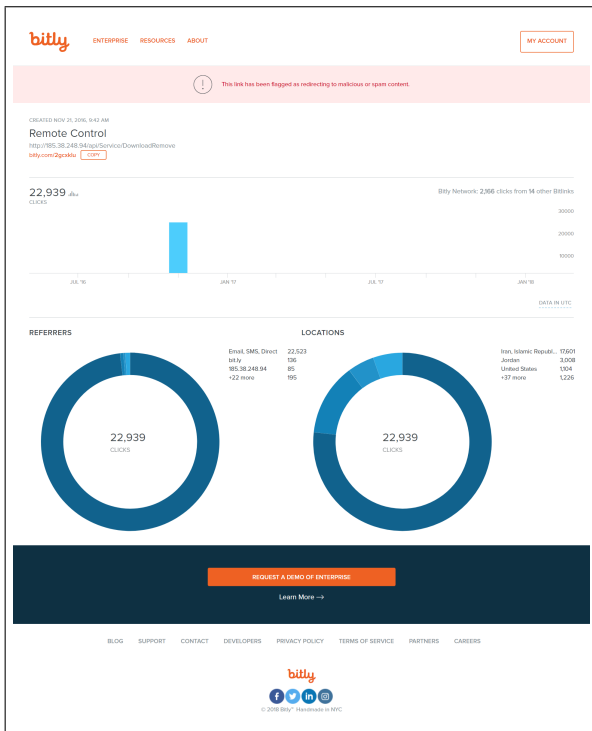 bitly
ENTERPRISE RESOURCES ABOUT
MY ACCOUNT
This link has been flagged as redirecting to malicious or spam content.
CREATED NOV 21, 2016, 9:42 AM
Remote Control
http://185.38.248.94/api/Service/DownloadRemove
COPY
22,939
CLICKS
Bitly Network: 2,166 clicks from 14 other Bitlinks
30000
20000
10000
JUL '16 JAN '17 JUL '17 JAN '18
DATA IN UTC
REFERRERS
Email, SMS, Direct 22,523
bit.ly 136
185.38.248.94 85
+22 more 195
22,939
CLICKS
LOCATIONS
Iran, Islamic Republ... 17,601
Jordan 3,008
United States 1,104
+37 more 1,226
22,939
CLICKS
REQUEST A DEMO OF ENTERPRISE
Learn More →
BLOG SUPPORT CONTACT DEVELOPERS PRIVACY POLICY TERMS OF SERVICE PARTNERS CAREERS
bitly
© 2018 Bitly™ Handmade in NYC